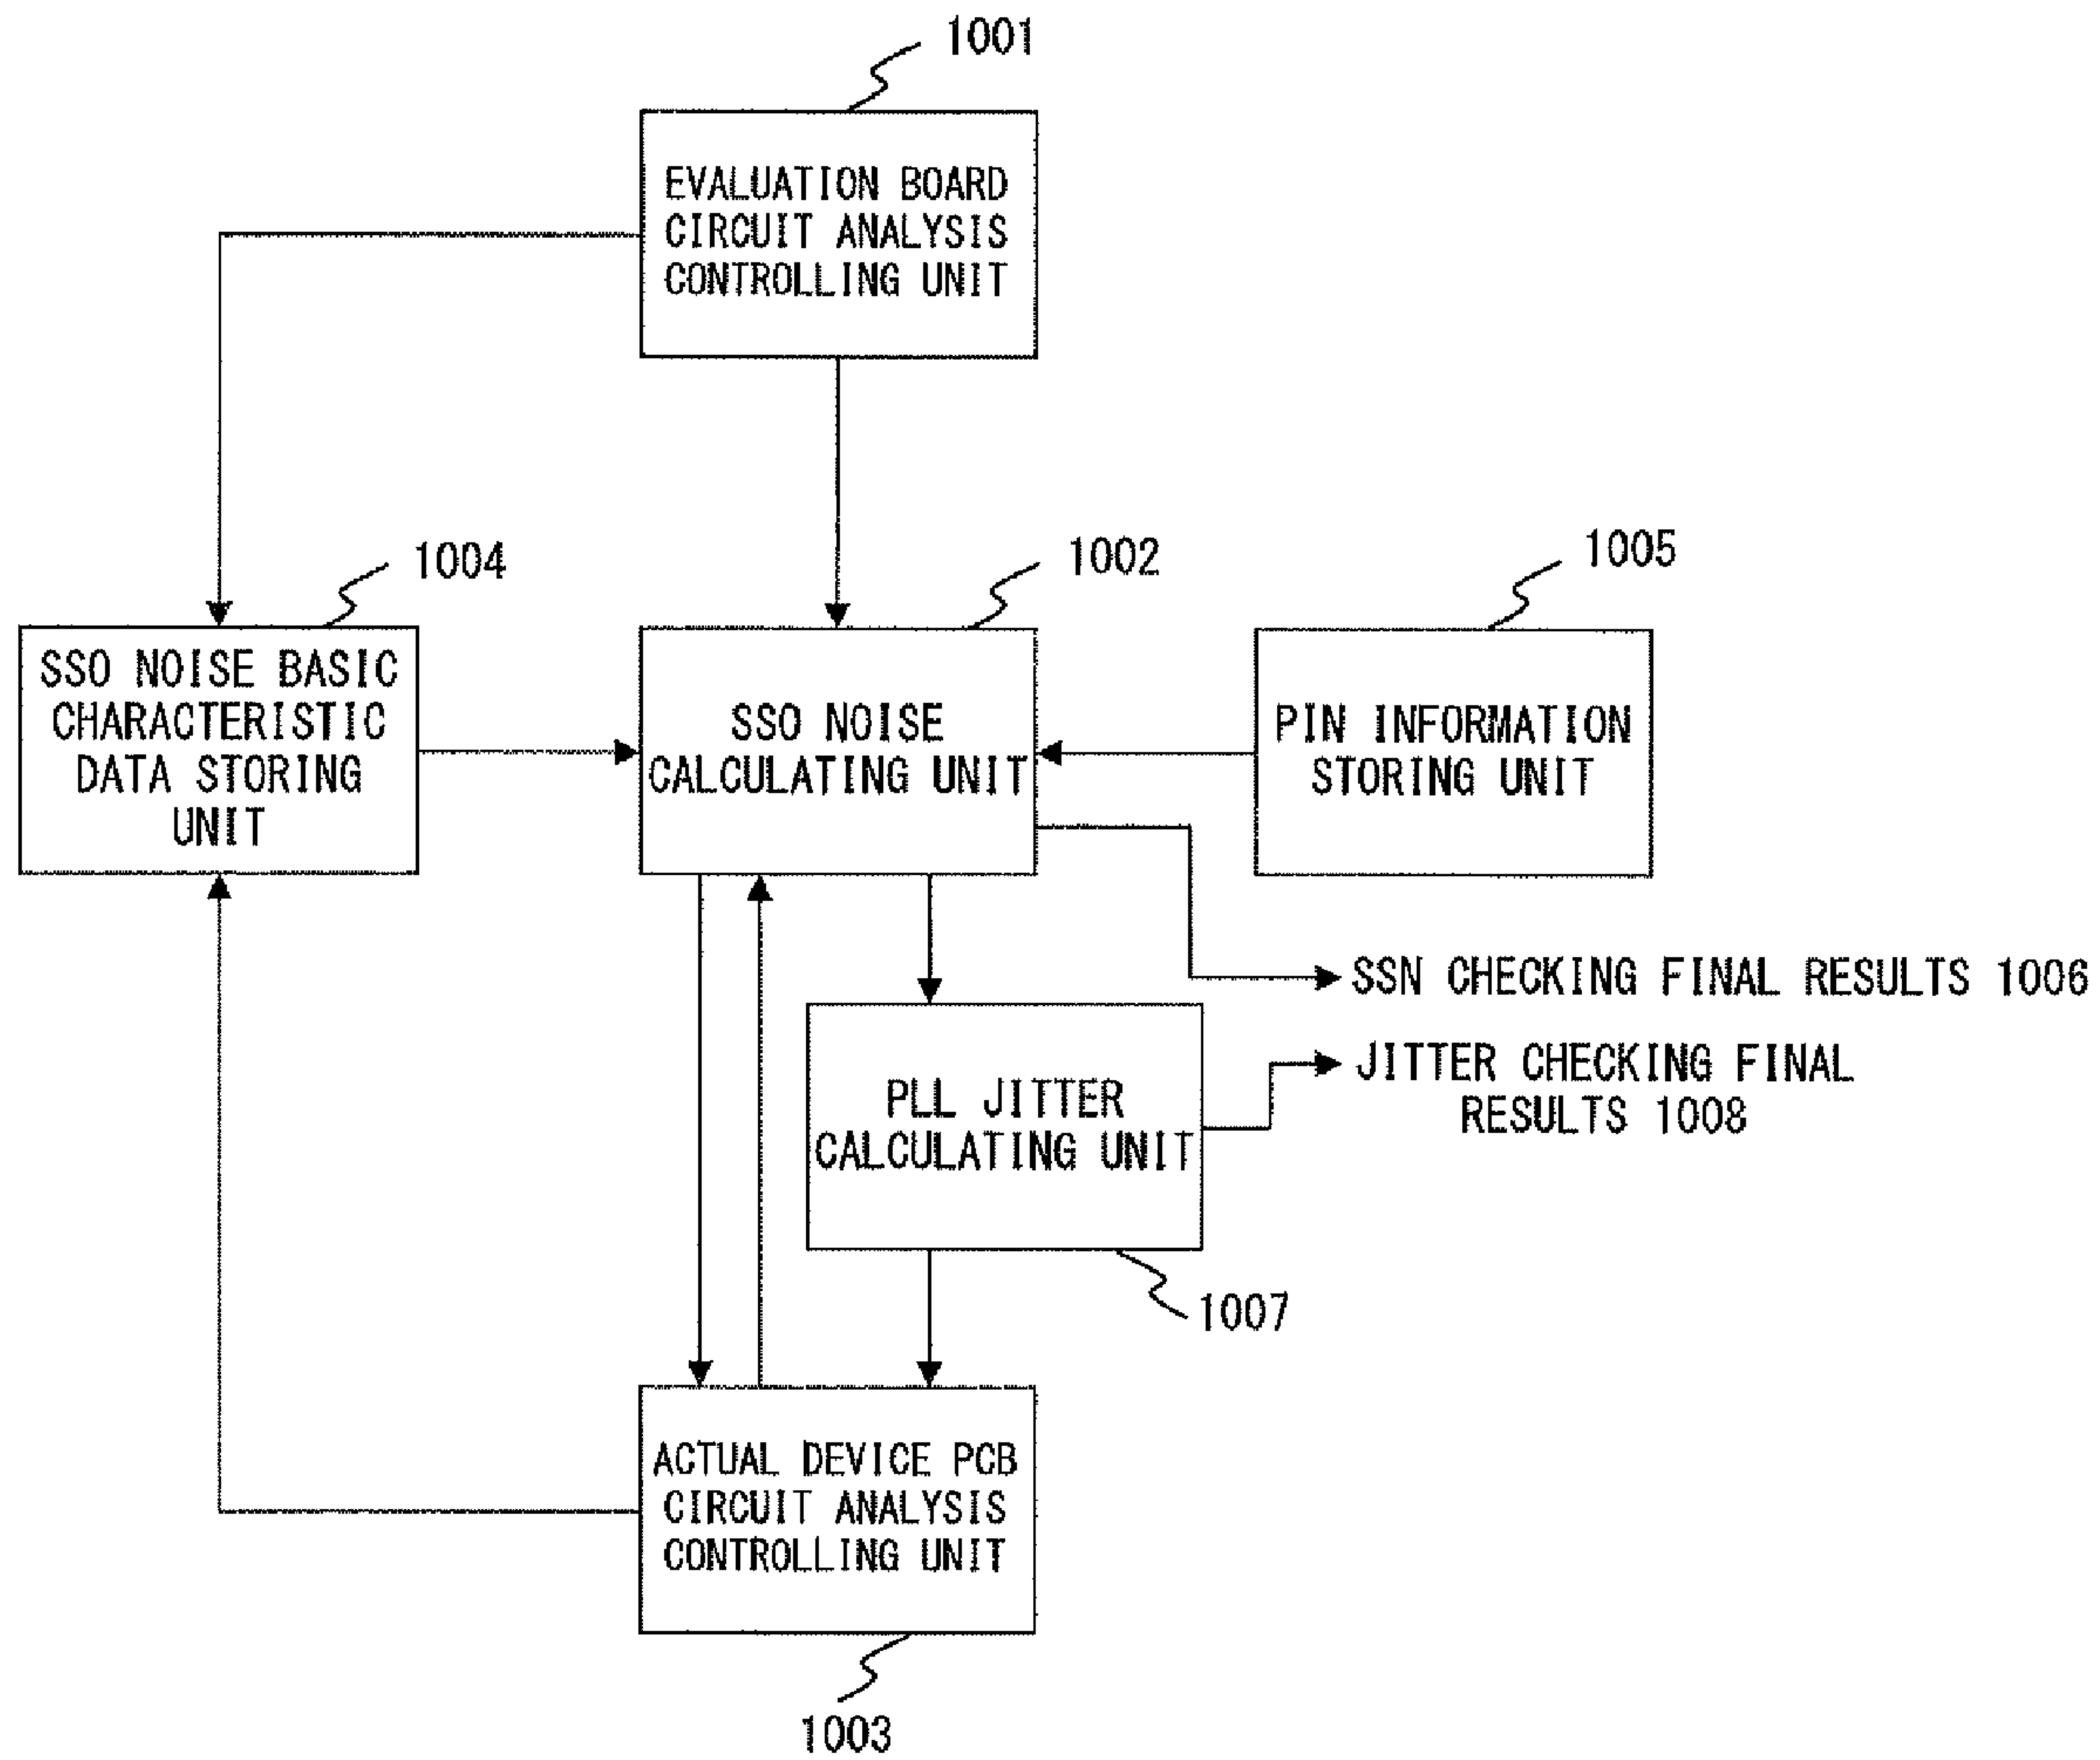 1001
EVALUATION BOARD
CIRCUIT ANALYSIS
CONTROLLING UNIT
1004
1002
1005
SSO NOISE BASIC
CHARACTERISTIC
DATA STORING
UNIT
SSO NOISE
CALCULATING UNIT
PIN INFORMATION
STORING UNIT
SSN CHECKING FINAL RESULTS 1006
JITTER CHECKING FINAL
RESULTS 1008
PLL JITTER
CALCULATING UNIT
1007
ACTUAL DEVICE PCB
CIRCUIT ANALYSIS
CONTROLLING UNIT
1003